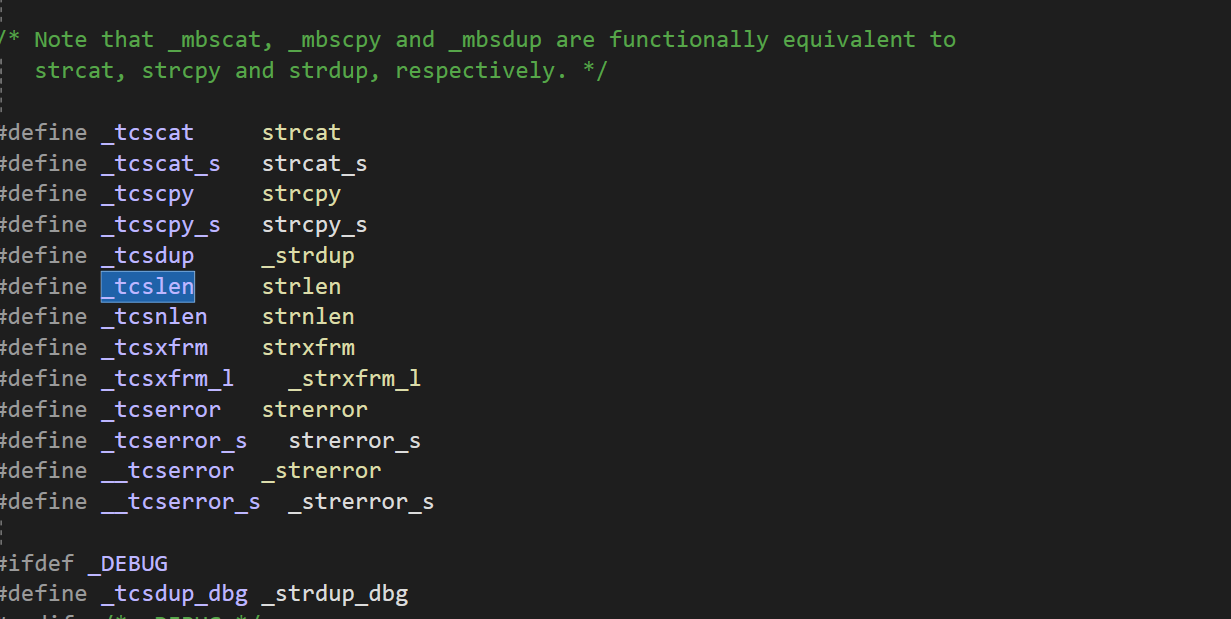 /* Note that _mbscat, _mbscpy and _mbsdup are functionally equivalent to
strcat, strcpy and strdup, respectively. */
#define _tcscat strcat
#define _tcscat_s strcat_s
#define _tcscpy strcpy
#define _tcscpy_s strcpy_s
#define _tcsdup _strdup
#define _tcslen strlen
#define _tcsnlen strnlen
#define _tcsxfrm strxfrm
#define _tcsxfrm_l _strxfrm_l
#define _tcserror strerror
#define _tcserror_s strerror_s
#define __tcserror _strerror
#define __tcserror_s _strerror_s
#ifdef _DEBUG
#define _tcsdup_dbg _strdup_dbg